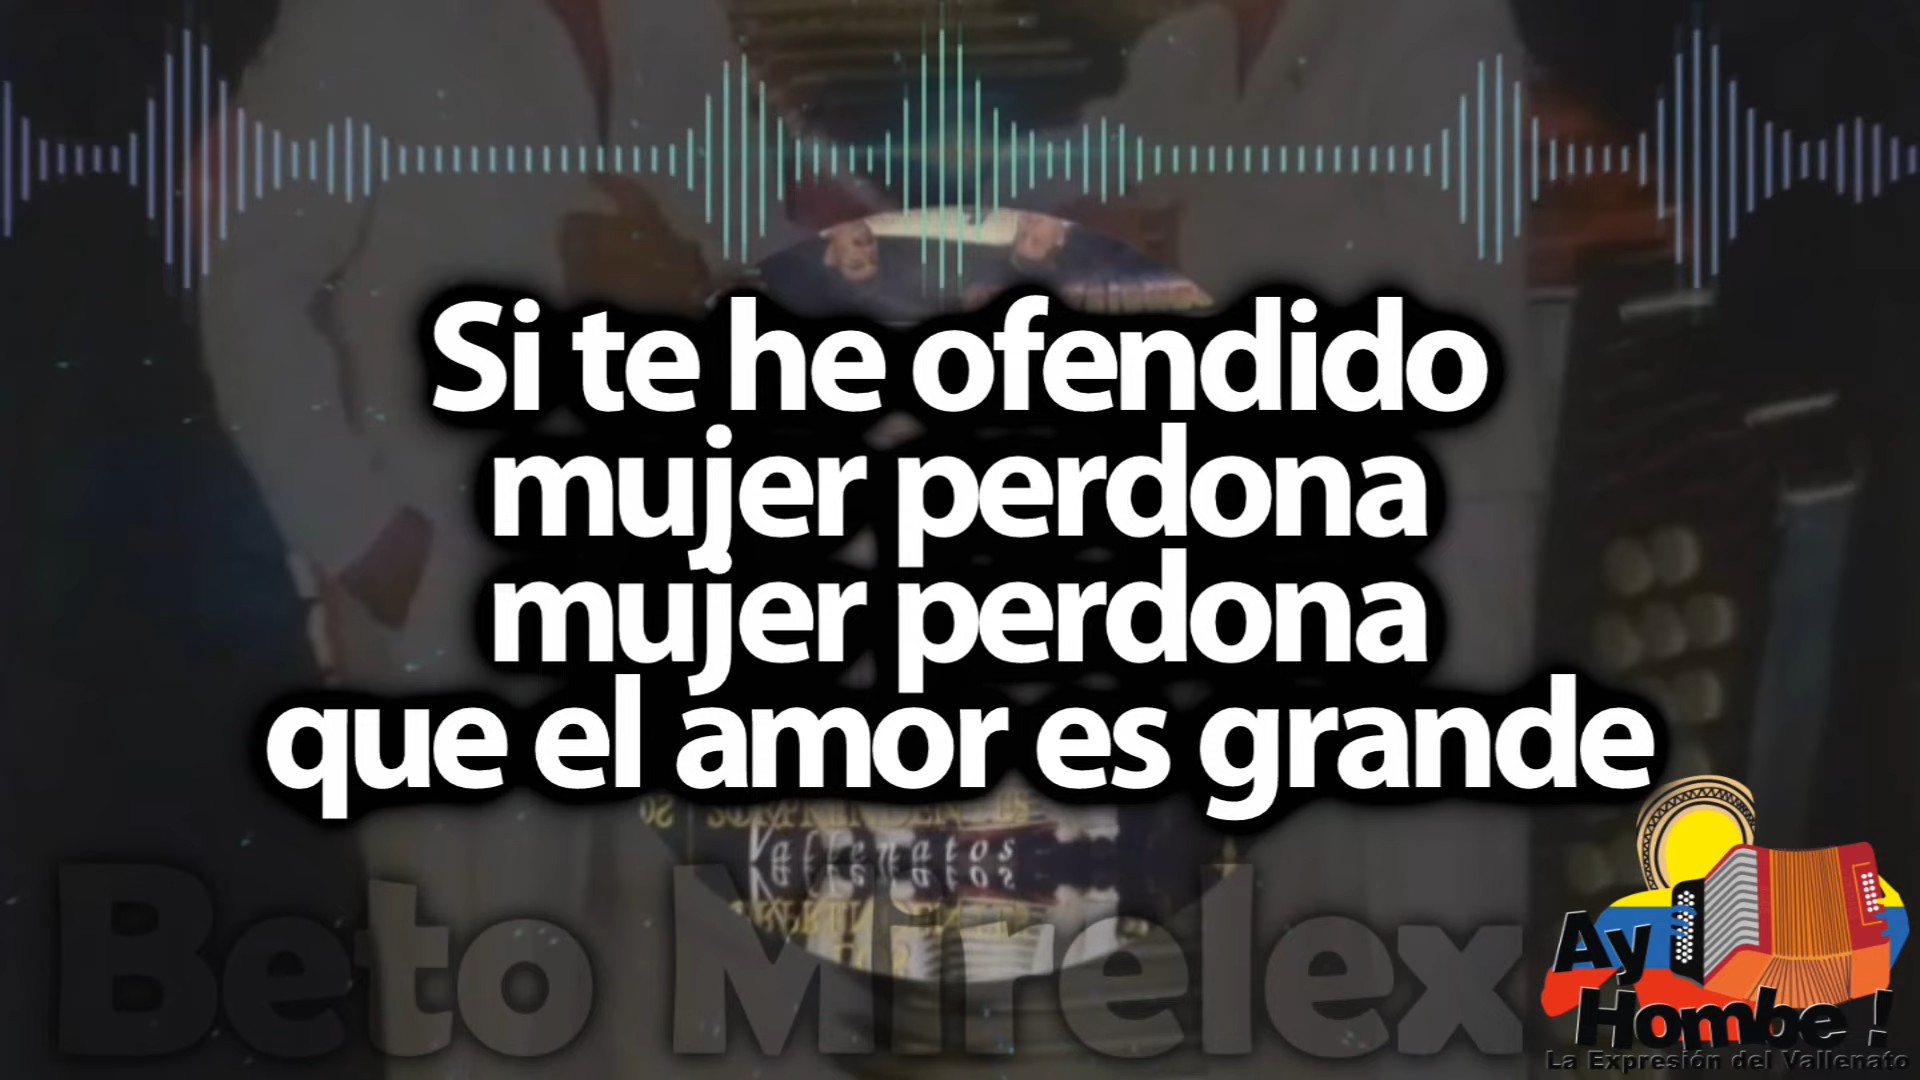 Si te he ofendido
mujer perdona
mujer perdona
que el amor es grande
SORPRENDENTES
Vallenatos
Beto Mirelex
Ay
Hombe !
La Expresión del Vallenato